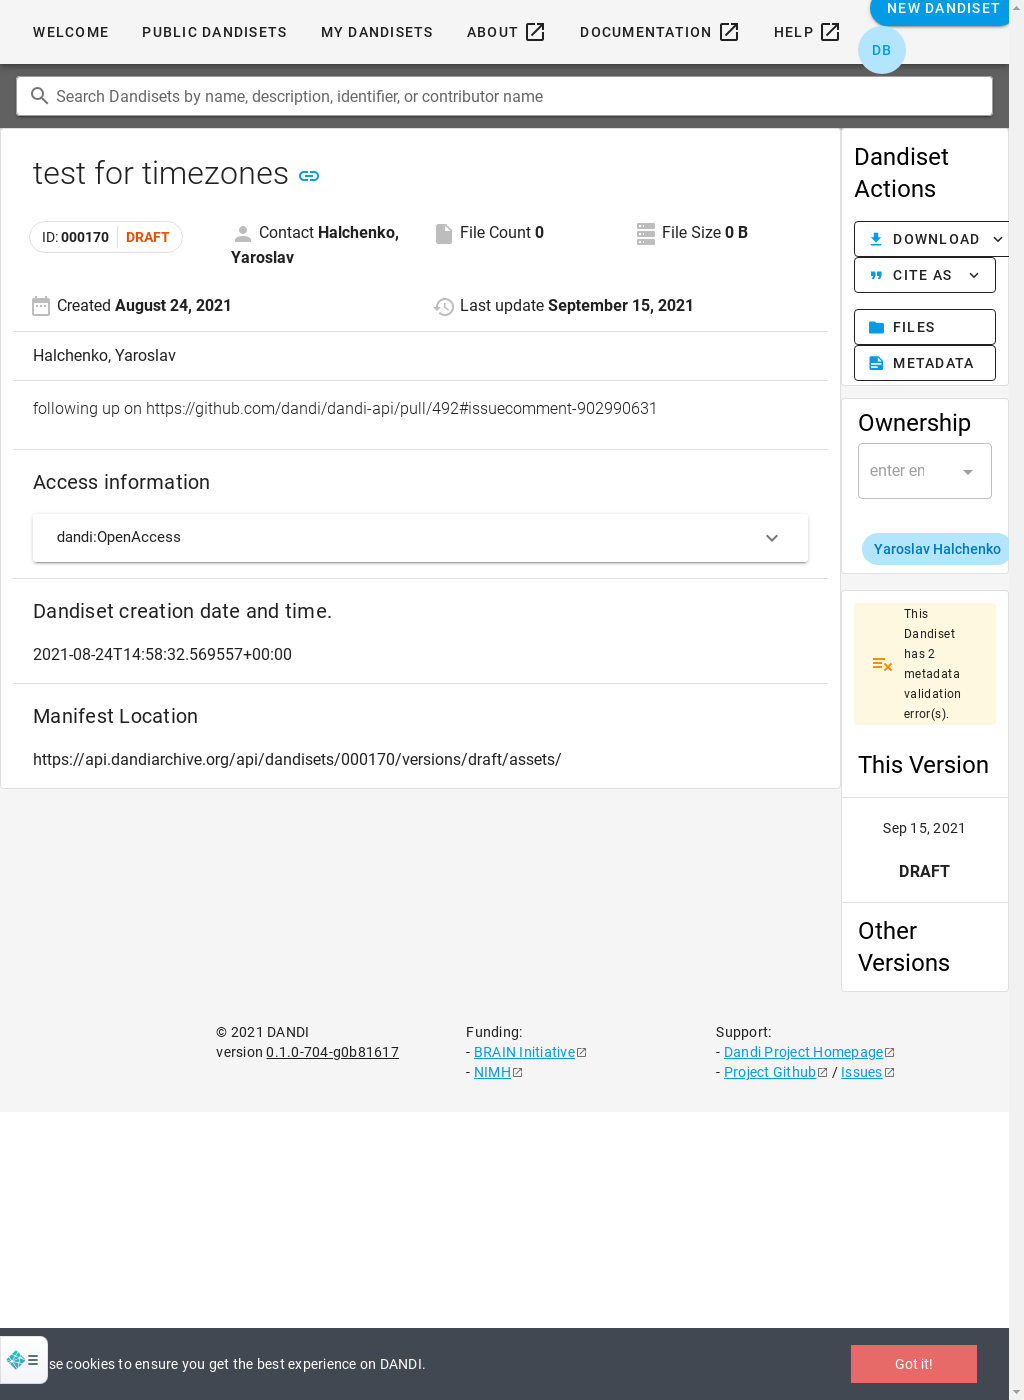 NEW DANDISET
WELCOME PUBLIC DANDISETS MY DANDISETS ABOUT DOCUMENTATION HELP
DB
Search Dandisets by name, description, identifier, or contributor name
test for timezones
ID: 000170 DRAFT
Contact Halchenko, Yaroslav
File Count 0
File Size 0 B
Created August 24, 2021
Last update September 15, 2021
Halchenko, Yaroslav
following up on https://github.com/dandi/dandi-api/pull/492#issuecomment-902990631
Access information
dandi:OpenAccess
Dandiset creation date and time.
2021-08-24T14:58:32.569557+00:00
Manifest Location
https://api.dandiarchive.org/api/dandisets/000170/versions/draft/assets/
Dandiset
Actions
DOWNLOAD
CITE AS
FILES
METADATA
Ownership
enter
Yaroslav Halchenko
This
Dandiset
has 2
metadata
validation
error(s).
This Version
Sep 15, 2021
DRAFT
Other
Versions
© 2021 DANDI
version 0.1.0-704-g0b81617
Funding:
- BRAIN Initiative
- NIMH
Support:
- Dandi Project Homepage
- Project Github / Issues
cookies to ensure you get the best experience on DANDI.
Got it!